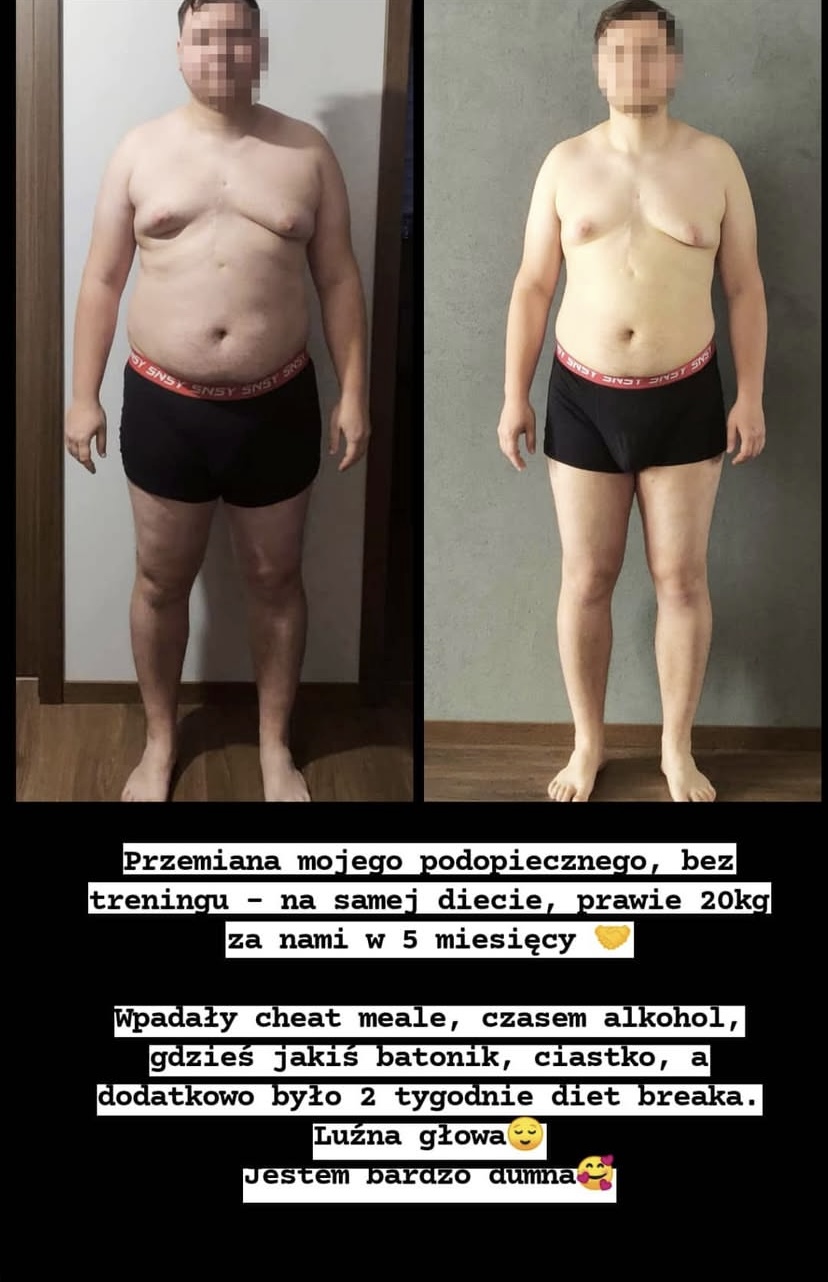 SNSY SNSY SNSY SNSY
SNSY SNSY SNSY SNSY
Przemiana mojego podopiecznego, bez
treningu – na samej diecie, prawie 20kg
za nami w 5 miesięcy 🤝
Wpadały cheat meale, czasem alkohol,
gdzieś jakiś batonik, ciastko, a
dodatkowo było 2 tygodnie diet breaka.
Luźna głowa😌
Jestem bardzo dumna🥰